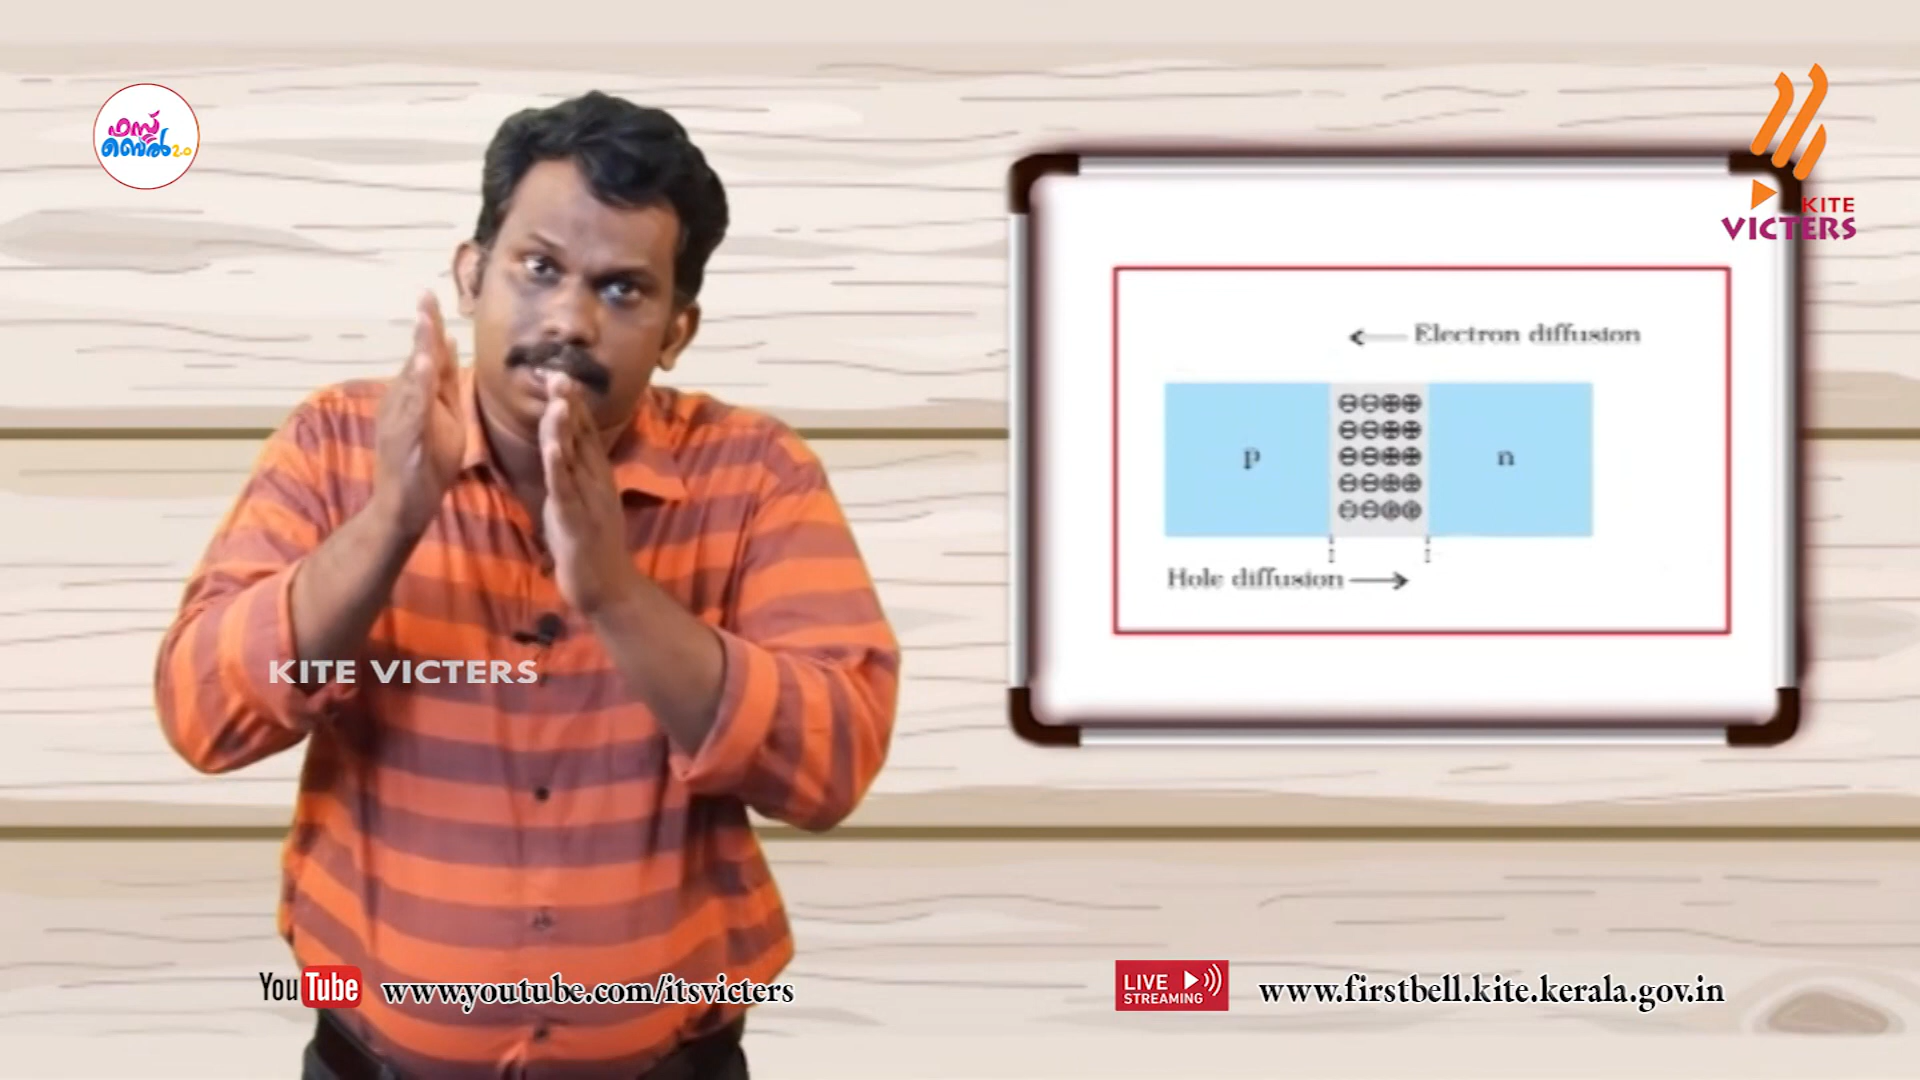 ഫസ്റ്റ്
ബെൽ 2.0
KITE
VICTERS
Electron diffusion
p
n
Hole diffusion
KITE VICTERS
YouTube
www.youtube.com/itsvicters
LIVE
STREAMING
www.firstbell.kite.kerala.gov.in